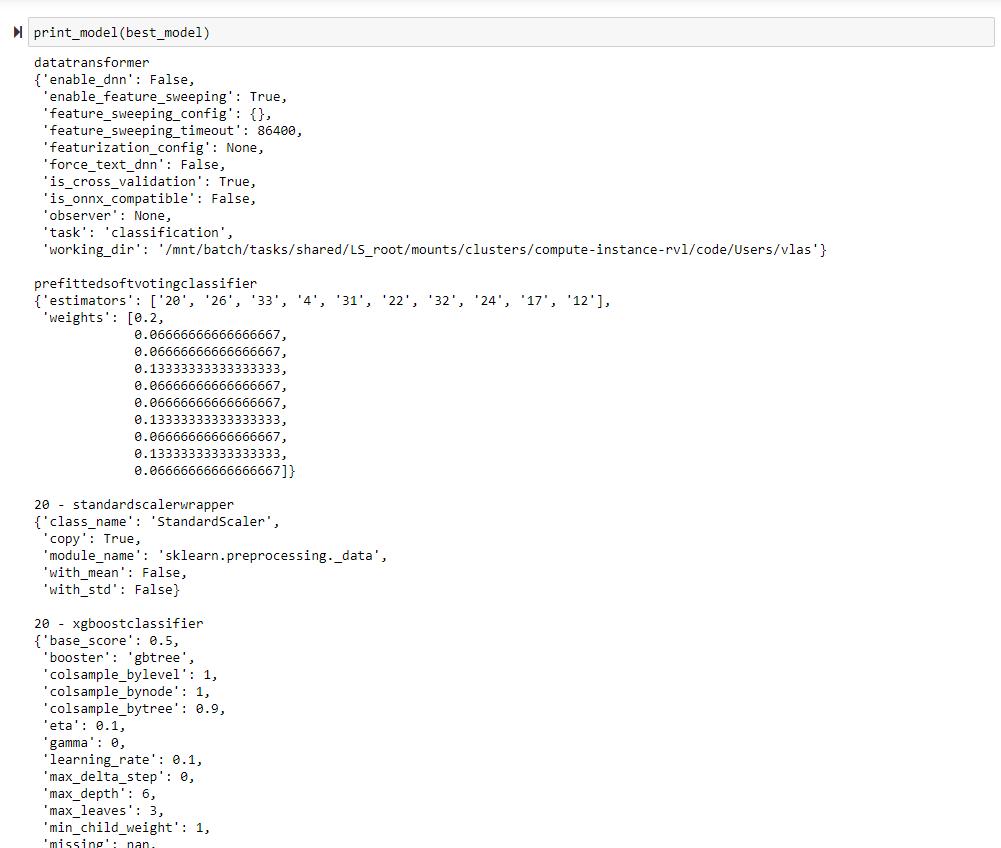 print_model(best_model)
datatransformer
{'enable_dnn': False,
 'enable_feature_sweeping': True,
 'feature_sweeping_config': {},
 'feature_sweeping_timeout': 86400,
 'featurization_config': None,
 'force_text_dnn': False,
 'is_cross_validation': True,
 'is_onnx_compatible': False,
 'observer': None,
 'task': 'classification',
 'working_dir': '/mnt/batch/tasks/shared/LS_root/mounts/clusters/compute-instance-rvl/code/Users/vlas'}
prefittedsoftvotingclassifier
{'estimators': ['20', '26', '33', '4', '31', '22', '32', '24', '17', '12'],
 'weights': [0.2,
             0.06666666666666667,
             0.06666666666666667,
             0.13333333333333333,
             0.06666666666666667,
             0.06666666666666667,
             0.13333333333333333,
             0.06666666666666667,
             0.13333333333333333,
             0.06666666666666667]}
20 - standardscalerwrapper
{'class_name': 'StandardScaler',
 'copy': True,
 'module_name': 'sklearn.preprocessing._data',
 'with_mean': False,
 'with_std': False}
20 - xgboostclassifier
{'base_score': 0.5,
 'booster': 'gbtree',
 'colsample_bylevel': 1,
 'colsample_bynode': 1,
 'colsample_bytree': 0.9,
 'eta': 0.1,
 'gamma': 0,
 'learning_rate': 0.1,
 'max_delta_step': 0,
 'max_depth': 6,
 'max_leaves': 3,
 'min_child_weight': 1,
 'missing': nan,